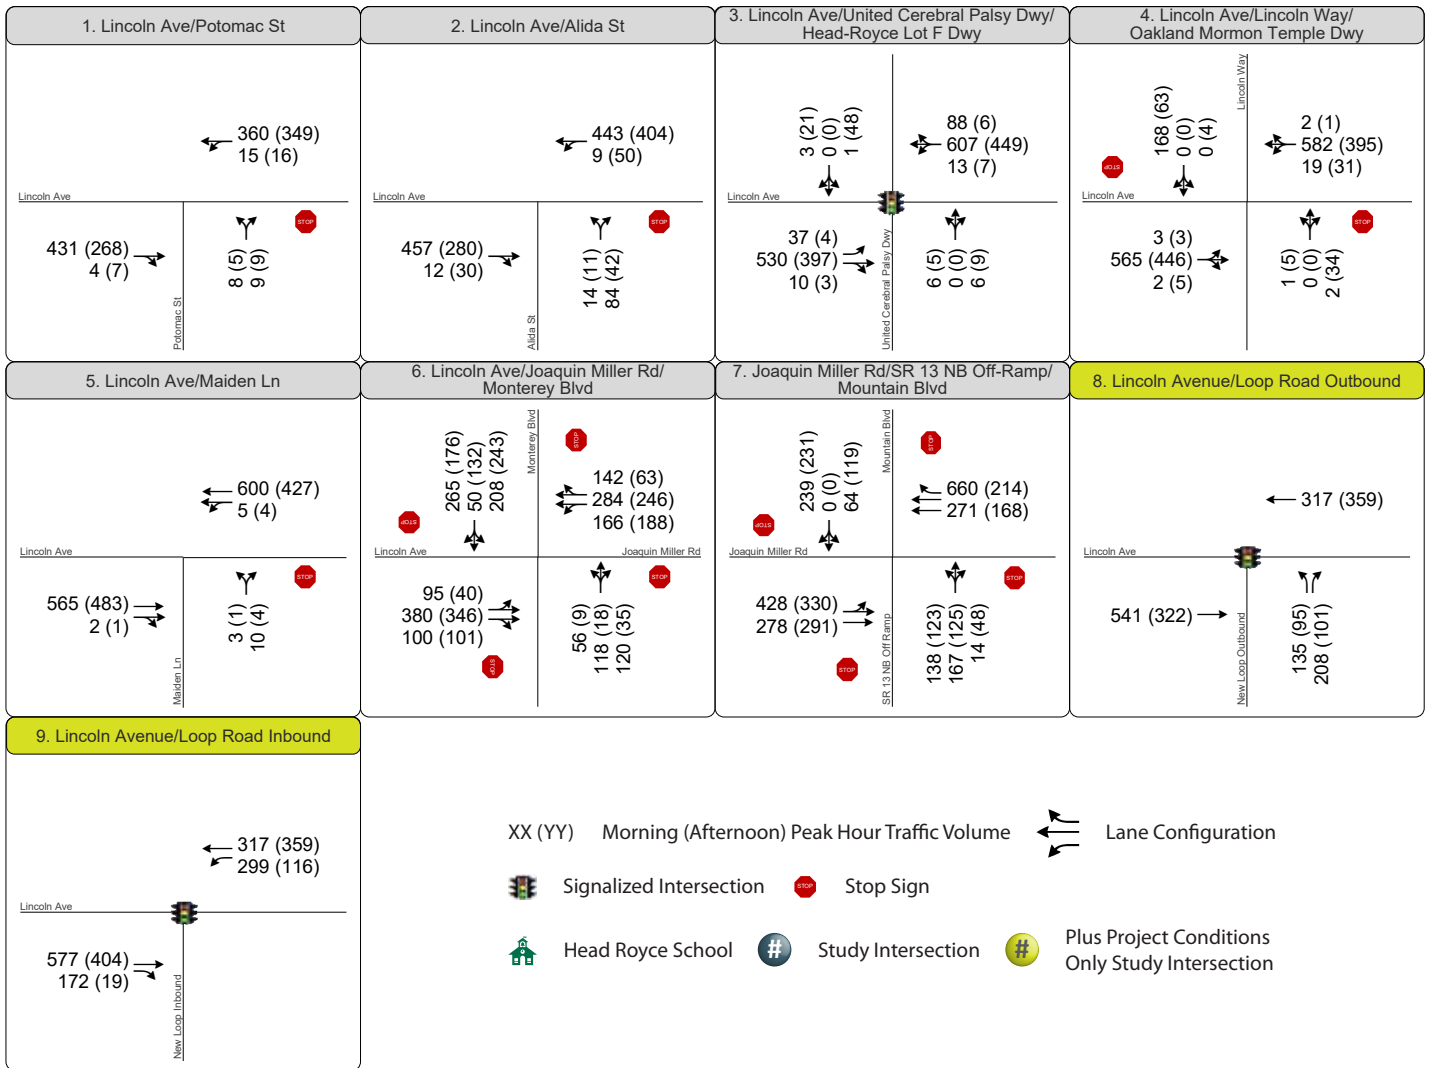 1. Lincoln Ave/Potomac St
360 (349)
15 (16)
Lincoln Ave
STOP
431 (268)
4 (7)
8 (5)
9 (9)
Potomac St
2. Lincoln Ave/Alida St
443 (404)
9 (50)
Lincoln Ave
STOP
457 (280)
12 (30)
14 (11)
84 (42)
Alida St
3. Lincoln Ave/United Cerebral Palsy Dwy/
Head-Royce Lot F Dwy
3 (21)
0 (0)
1 (48)
88 (6)
607 (449)
13 (7)
Lincoln Ave
37 (4)
530 (397)
10 (3)
United Cerebral Palsy Dwy
6 (5)
0 (0)
6 (9)
4. Lincoln Ave/Lincoln Way/
Oakland Mormon Temple Dwy
Lincoln Way
168 (63)
0 (0)
0 (4)
2 (1)
582 (395)
19 (31)
STOP
Lincoln Ave
STOP
3 (3)
565 (446)
2 (5)
1 (5)
0 (0)
2 (34)
5. Lincoln Ave/Maiden Ln
600 (427)
5 (4)
Lincoln Ave
STOP
565 (483)
2 (1)
3 (1)
10 (4)
Maiden Ln
6. Lincoln Ave/Joaquin Miller Rd/
Monterey Blvd
Monterey Blvd
STOP
265 (176)
50 (132)
208 (243)
142 (63)
284 (246)
166 (188)
STOP
Lincoln Ave
Joaquin Miller Rd
STOP
95 (40)
380 (346)
100 (101)
56 (9)
118 (18)
120 (35)
STOP
7. Joaquin Miller Rd/SR 13 NB Off-Ramp/
Mountain Blvd
Mountain Blvd
STOP
239 (231)
0 (0)
64 (119)
660 (214)
271 (168)
STOP
Joaquin Miller Rd
STOP
428 (330)
278 (291)
SR 13 NB Off Ramp
138 (123)
167 (125)
14 (48)
STOP
8. Lincoln Avenue/Loop Road Outbound
317 (359)
Lincoln Ave
541 (322)
New Loop Outbound
135 (95)
208 (101)
9. Lincoln Avenue/Loop Road Inbound
317 (359)
299 (116)
Lincoln Ave
577 (404)
172 (19)
New Loop Inbound
XX (YY) Morning (Afternoon) Peak Hour Traffic Volume
Lane Configuration
Signalized Intersection
STOP Stop Sign
Head Royce School
# Study Intersection
# Plus Project Conditions
Only Study Intersection